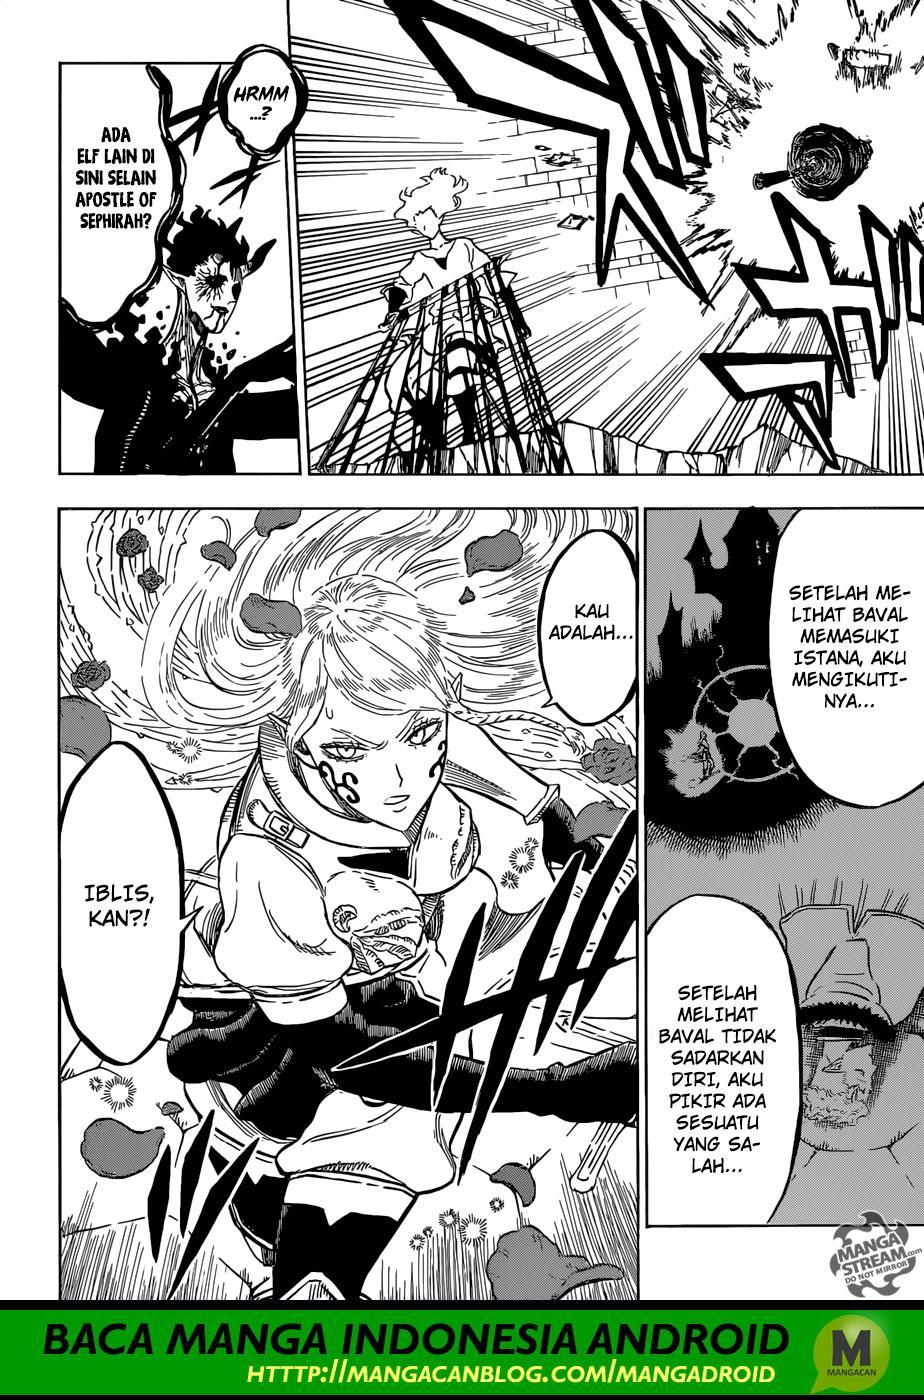 HRMM
...?
ADA
ELF LAIN DI
SINI SELAIN
APOSTLE OF
SEPHIRAH?
SETELAH ME-
LIHAT BAVAL
MEMASUKI
ISTANA, AKU
MENGIKUTI-
NYA...
SETELAH
MELIHAT
BAVAL TIDAK
SADARKAN
DIRI, AKU
PIKIR ADA
SESUATU
YANG SA-
LAH...
KAU
ADALAH...
IBLIS,
KAN?!
MANGA
STREAM.com
DO NOT MIRROR
BACA MANGA INDONESIA ANDROID
HTTTP://MANGACANBLOG.COM/MANGADROID
M
MANGACAN